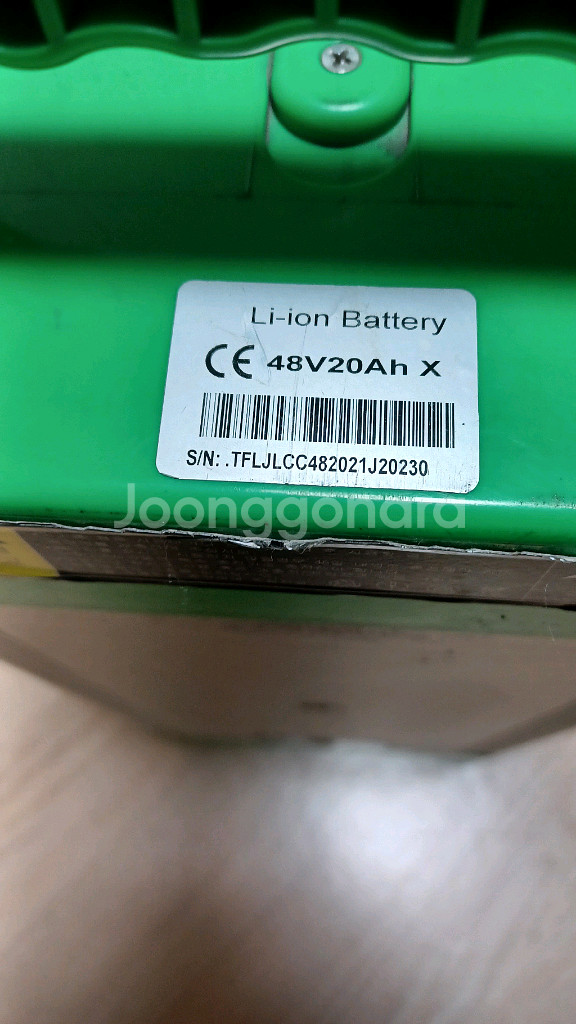 Li-ion Battery
CE 48V20Ah X
S/N: .TFLJLCC482021J20230
Joonggonara